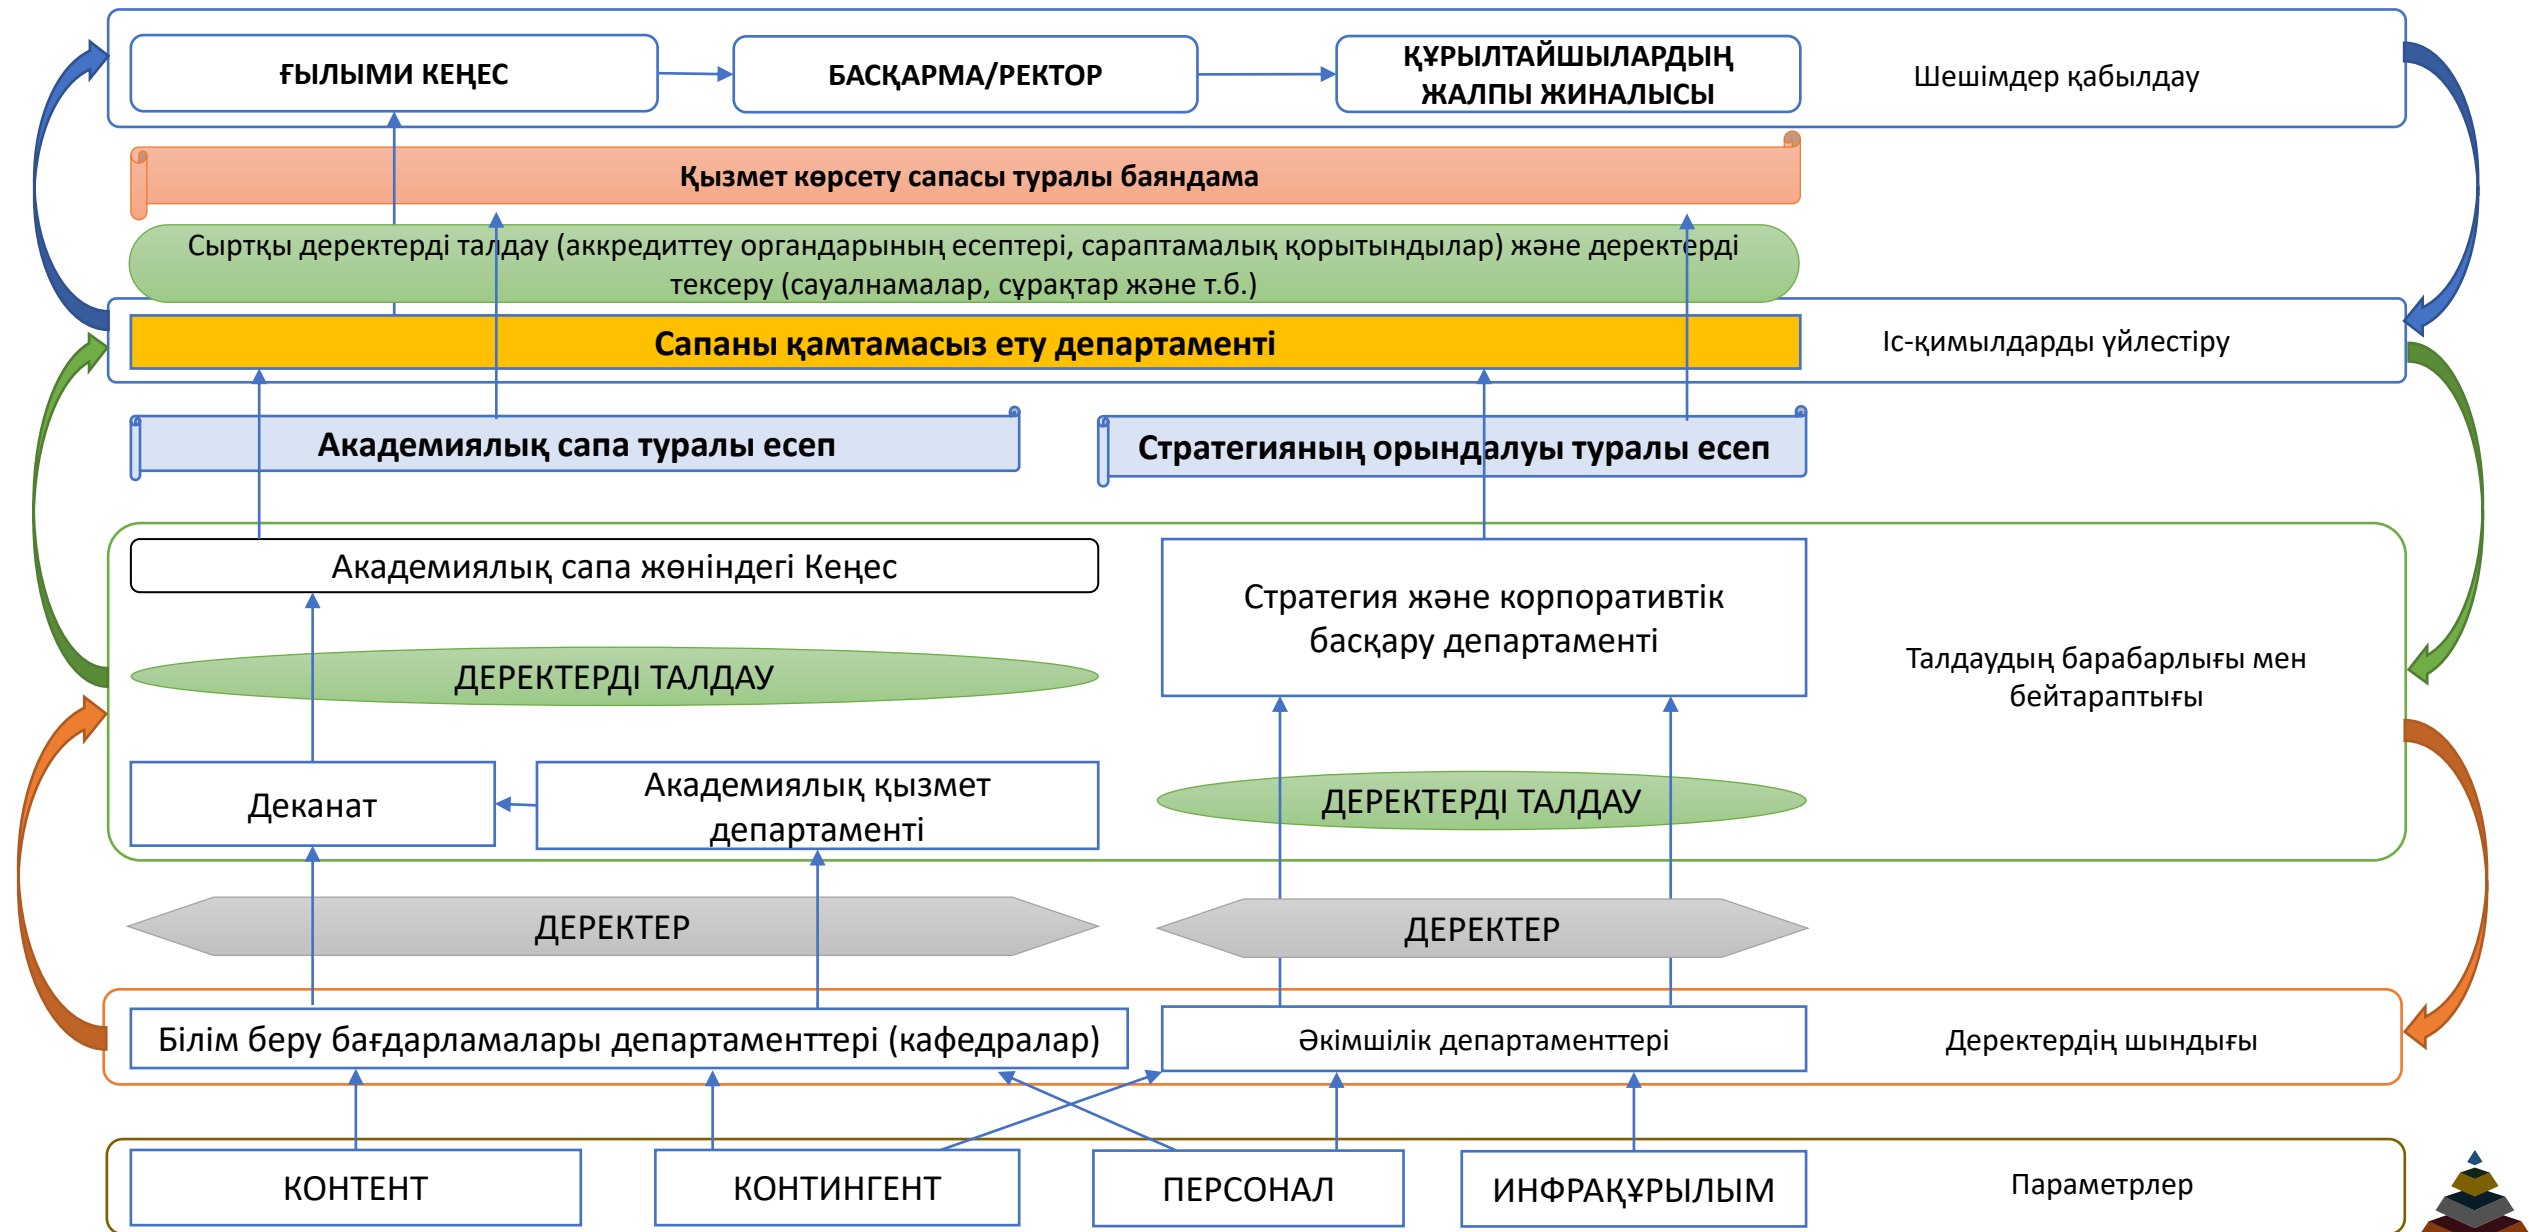 ҒЫЛЫМИ КЕҢЕС
БАСҚАРМА/РЕКТОР
ҚҰРЫЛТАЙШЫЛАРДЫҢ
ЖАЛПЫ ЖИНАЛЫСЫ
Шешімдер қабылдау
Қызмет көрсету сапасы туралы баяндама
Сыртқы деректерді талдау (аккредиттеу органдарының есептері, сараптамалық қорытындылар) және деректерді
тексеру (сауалнамалар, сұрақтар және т.б.)
Сапаны қамтамасыз ету департаменті
Іс-қимылдарды үйлестіру
Академиялық сапа туралы есеп
Стратегияның орындалуы туралы есеп
Академиялық сапа жөніндегі Кеңес
Стратегия және корпоративтік
басқару департаменті
ДЕРЕКТЕРДІ ТАЛДАУ
Талдаудың барабарлығы мен
бейтараптығы
Деканат
Академиялық қызмет
департаменті
ДЕРЕКТЕРДІ ТАЛДАУ
ДЕРЕКТЕР
ДЕРЕКТЕР
Білім беру бағдарламалары департаменттері (кафедралар)
Әкімшілік департаменттері
Деректердің шындығы
КОНТЕНТ
КОНТИНГЕНТ
ПЕРСОНАЛ
ИНФРАҚҰРЫЛЫМ
Параметрлер